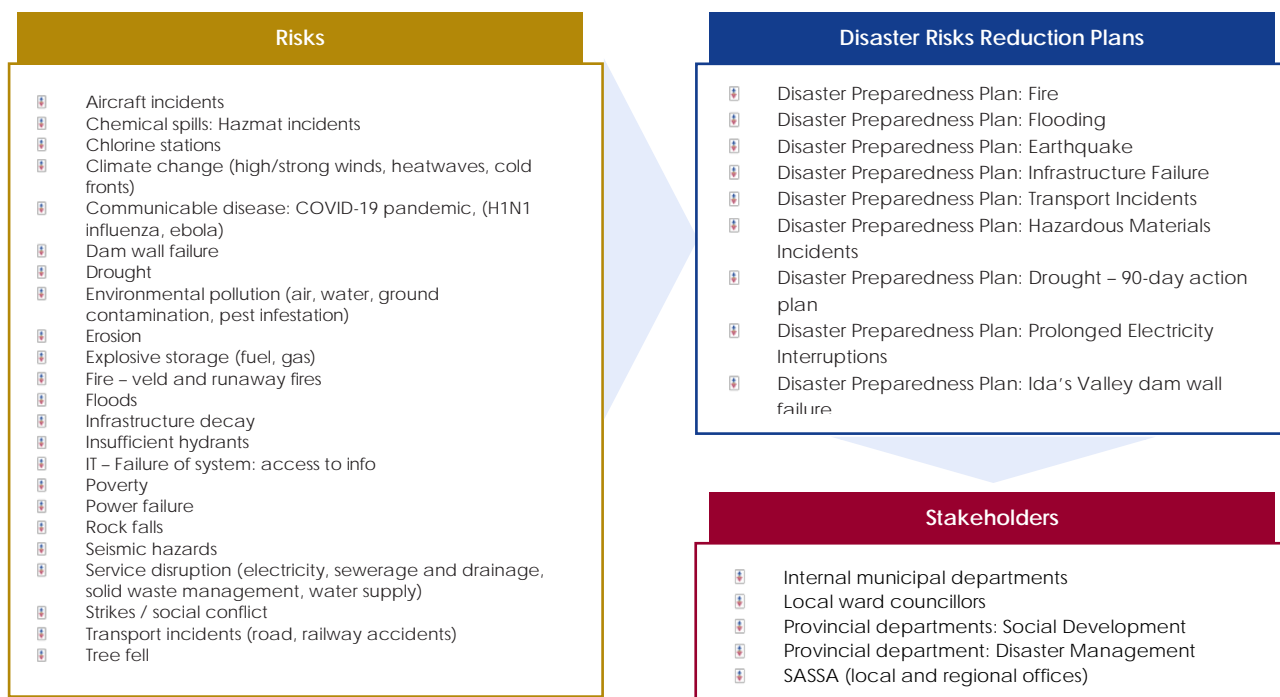 Risks
Aircraft incidents
Chemical spills: Hazmat incidents
Chlorine stations
Climate change (high/strong winds, heatwaves, cold
fronts)
Communicable disease: COVID-19 pandemic, (H1N1
influenza, ebola)
Dam wall failure
Drought
Environmental pollution (air, water, ground
contamination, pest infestation)
Erosion
Explosive storage (fuel, gas)
Fire – veld and runaway fires
Floods
Infrastructure decay
Insufficient hydrants
IT – Failure of system: access to info
Poverty
Power failure
Rock falls
Seismic hazards
Service disruption (electricity, sewerage and drainage,
solid waste management, water supply)
Strikes / social conflict
Transport incidents (road, railway accidents)
Tree fell
Disaster Risks Reduction Plans
Disaster Preparedness Plan: Fire
Disaster Preparedness Plan: Flooding
Disaster Preparedness Plan: Earthquake
Disaster Preparedness Plan: Infrastructure Failure
Disaster Preparedness Plan: Transport Incidents
Disaster Preparedness Plan: Hazardous Materials
Incidents
Disaster Preparedness Plan: Drought – 90-day action
plan
Disaster Preparedness Plan: Prolonged Electricity
Interruptions
Disaster Preparedness Plan: Ida's Valley dam wall
failure
Stakeholders
Internal municipal departments
Local ward councillors
Provincial departments: Social Development
Provincial department: Disaster Management
SASSA (local and regional offices)